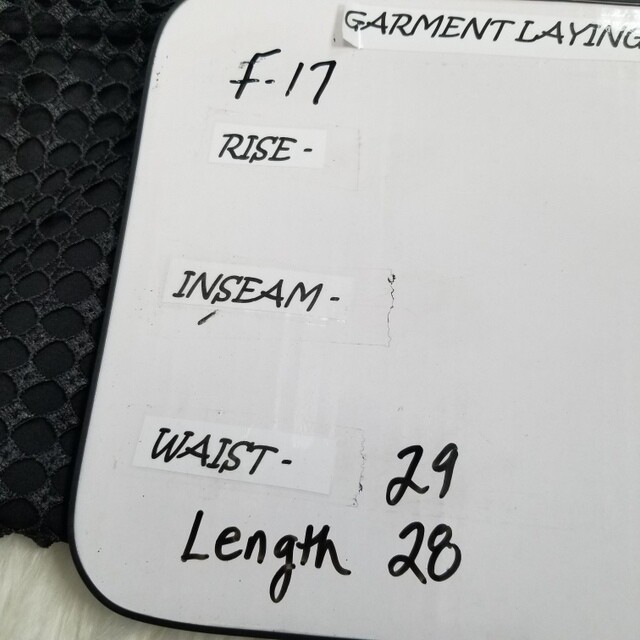 GARMENT LAYING
F-17
RISE -
INSEAM -
WAIST - 29
Length 28